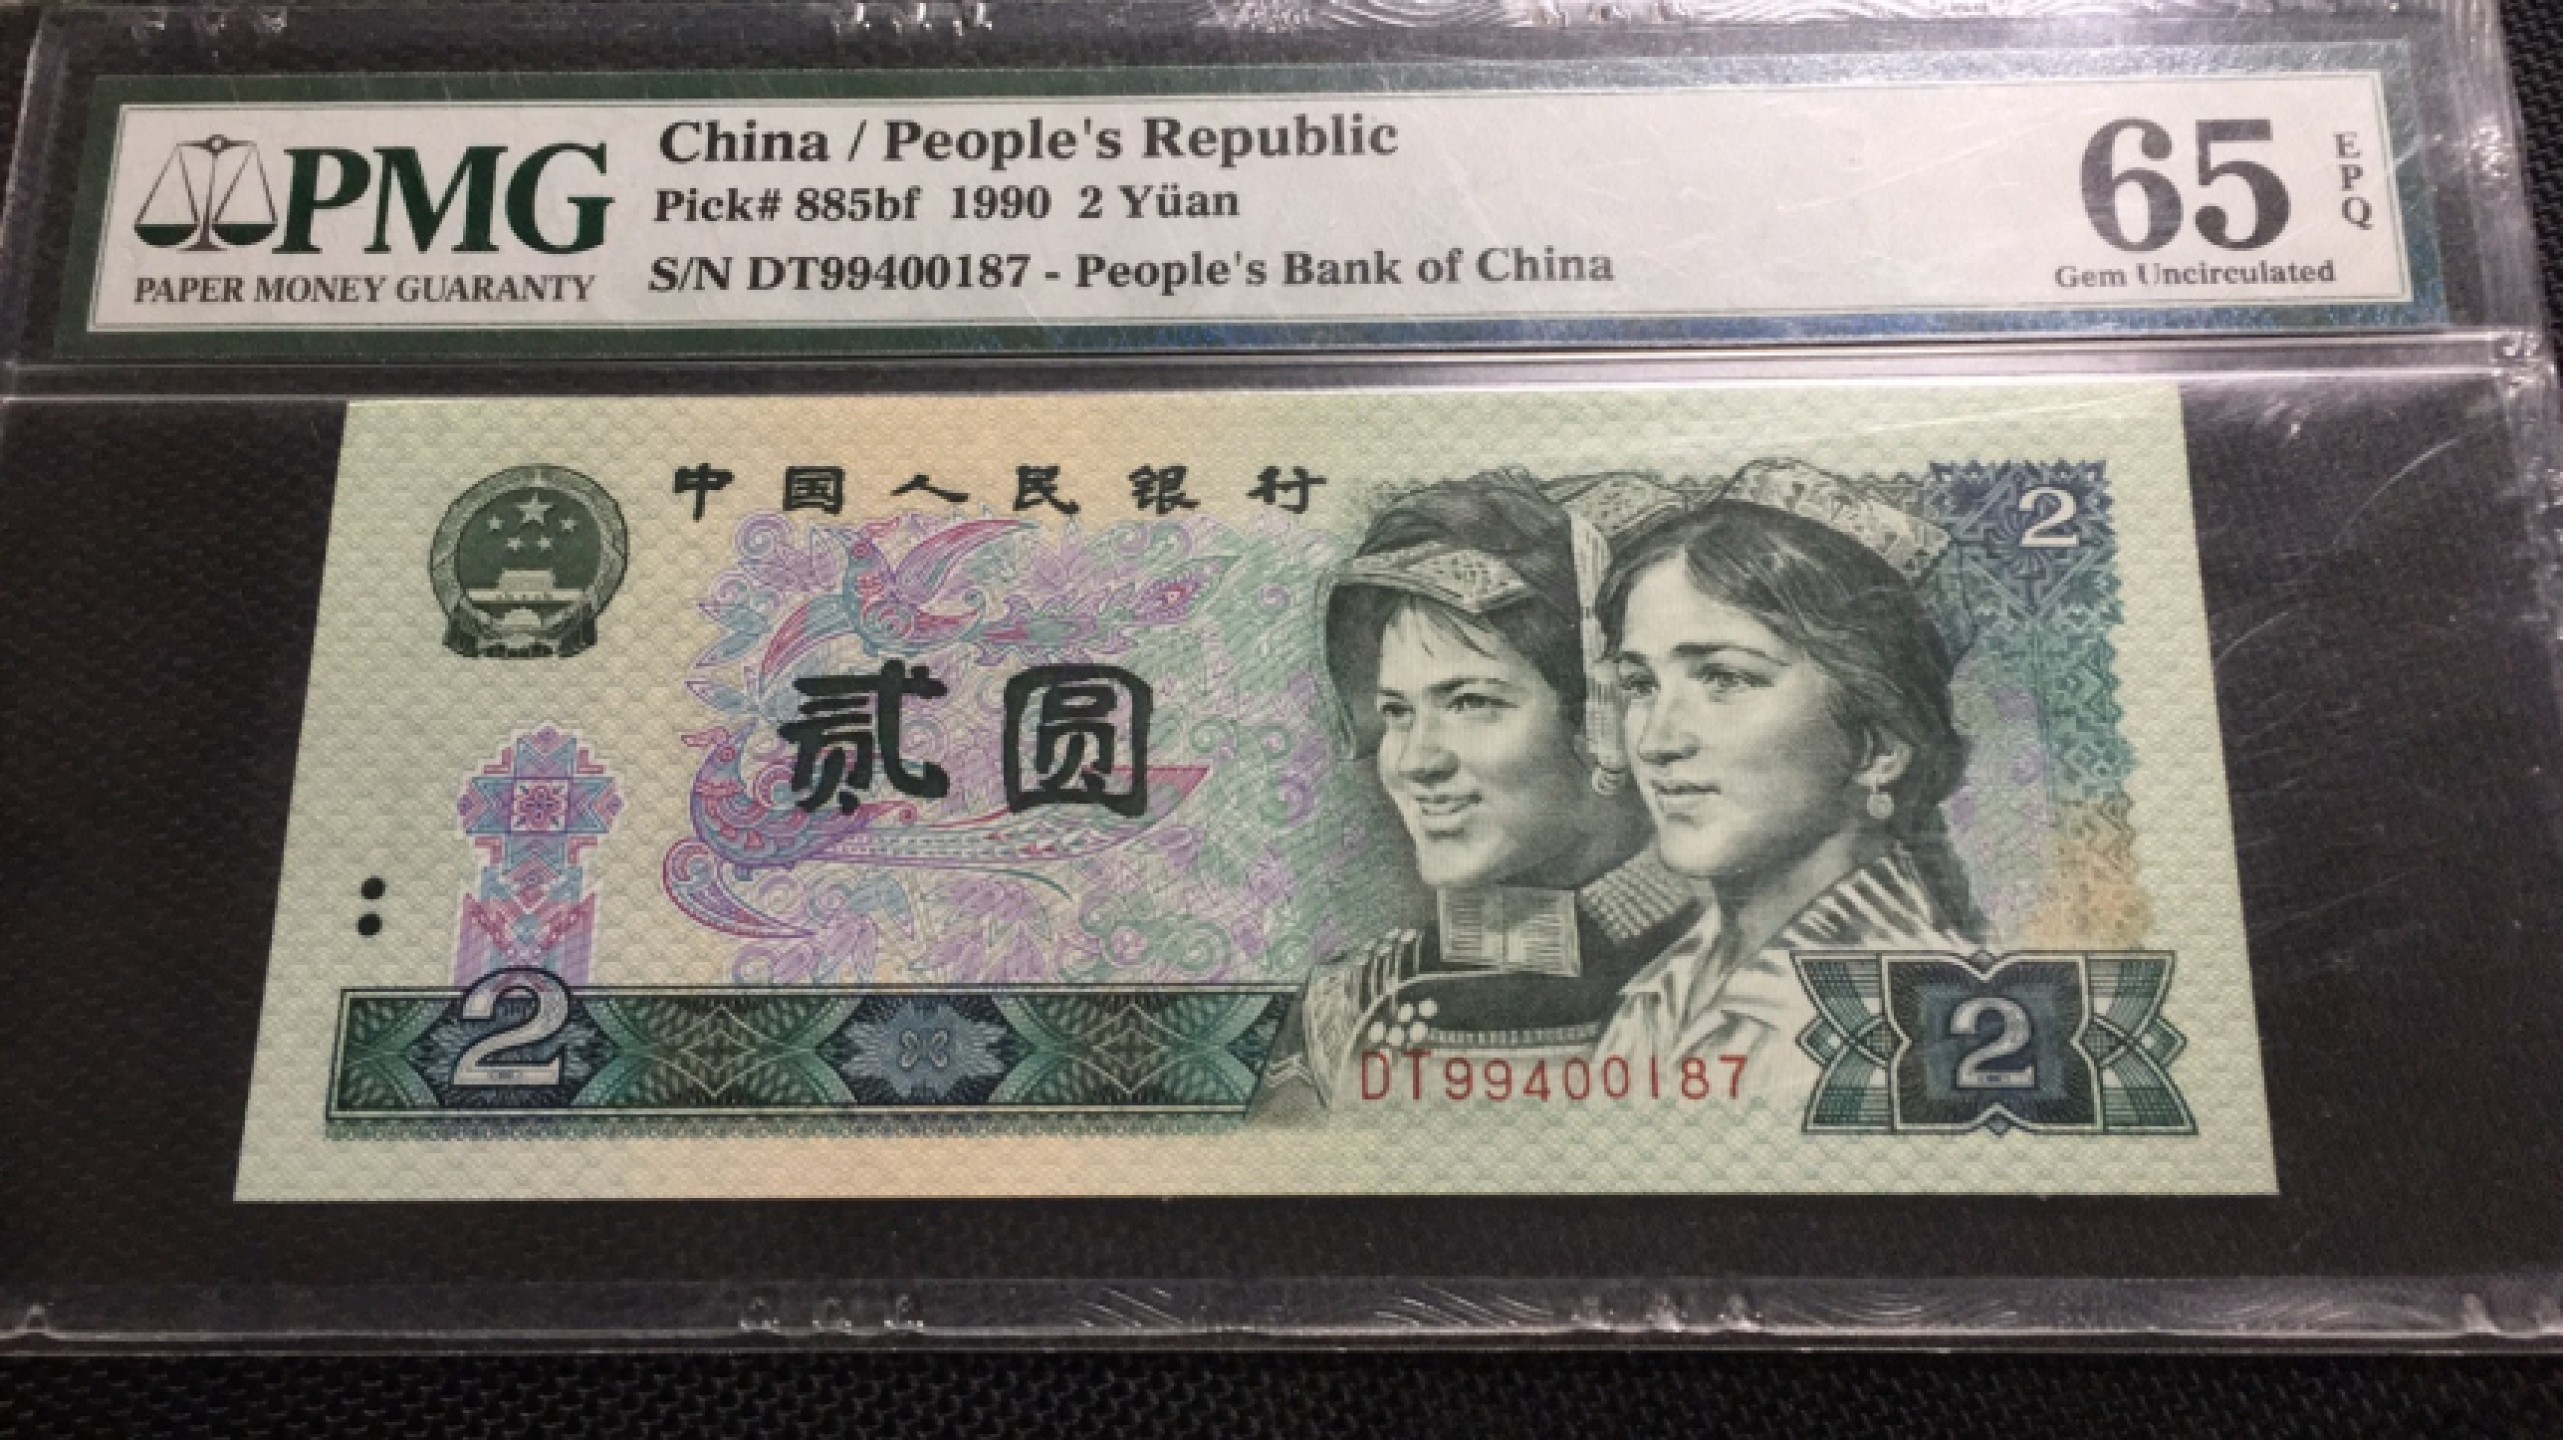 PMG
PAPER MONEY GUARANTY
China / People's Republic
Pick# 885bf 1990 2 Yüan
S/N DT99400187 - People's Bank of China
65
EPQ
Gem Uncirculated
中国人民银行
2
贰圆
2
DT99400187
2